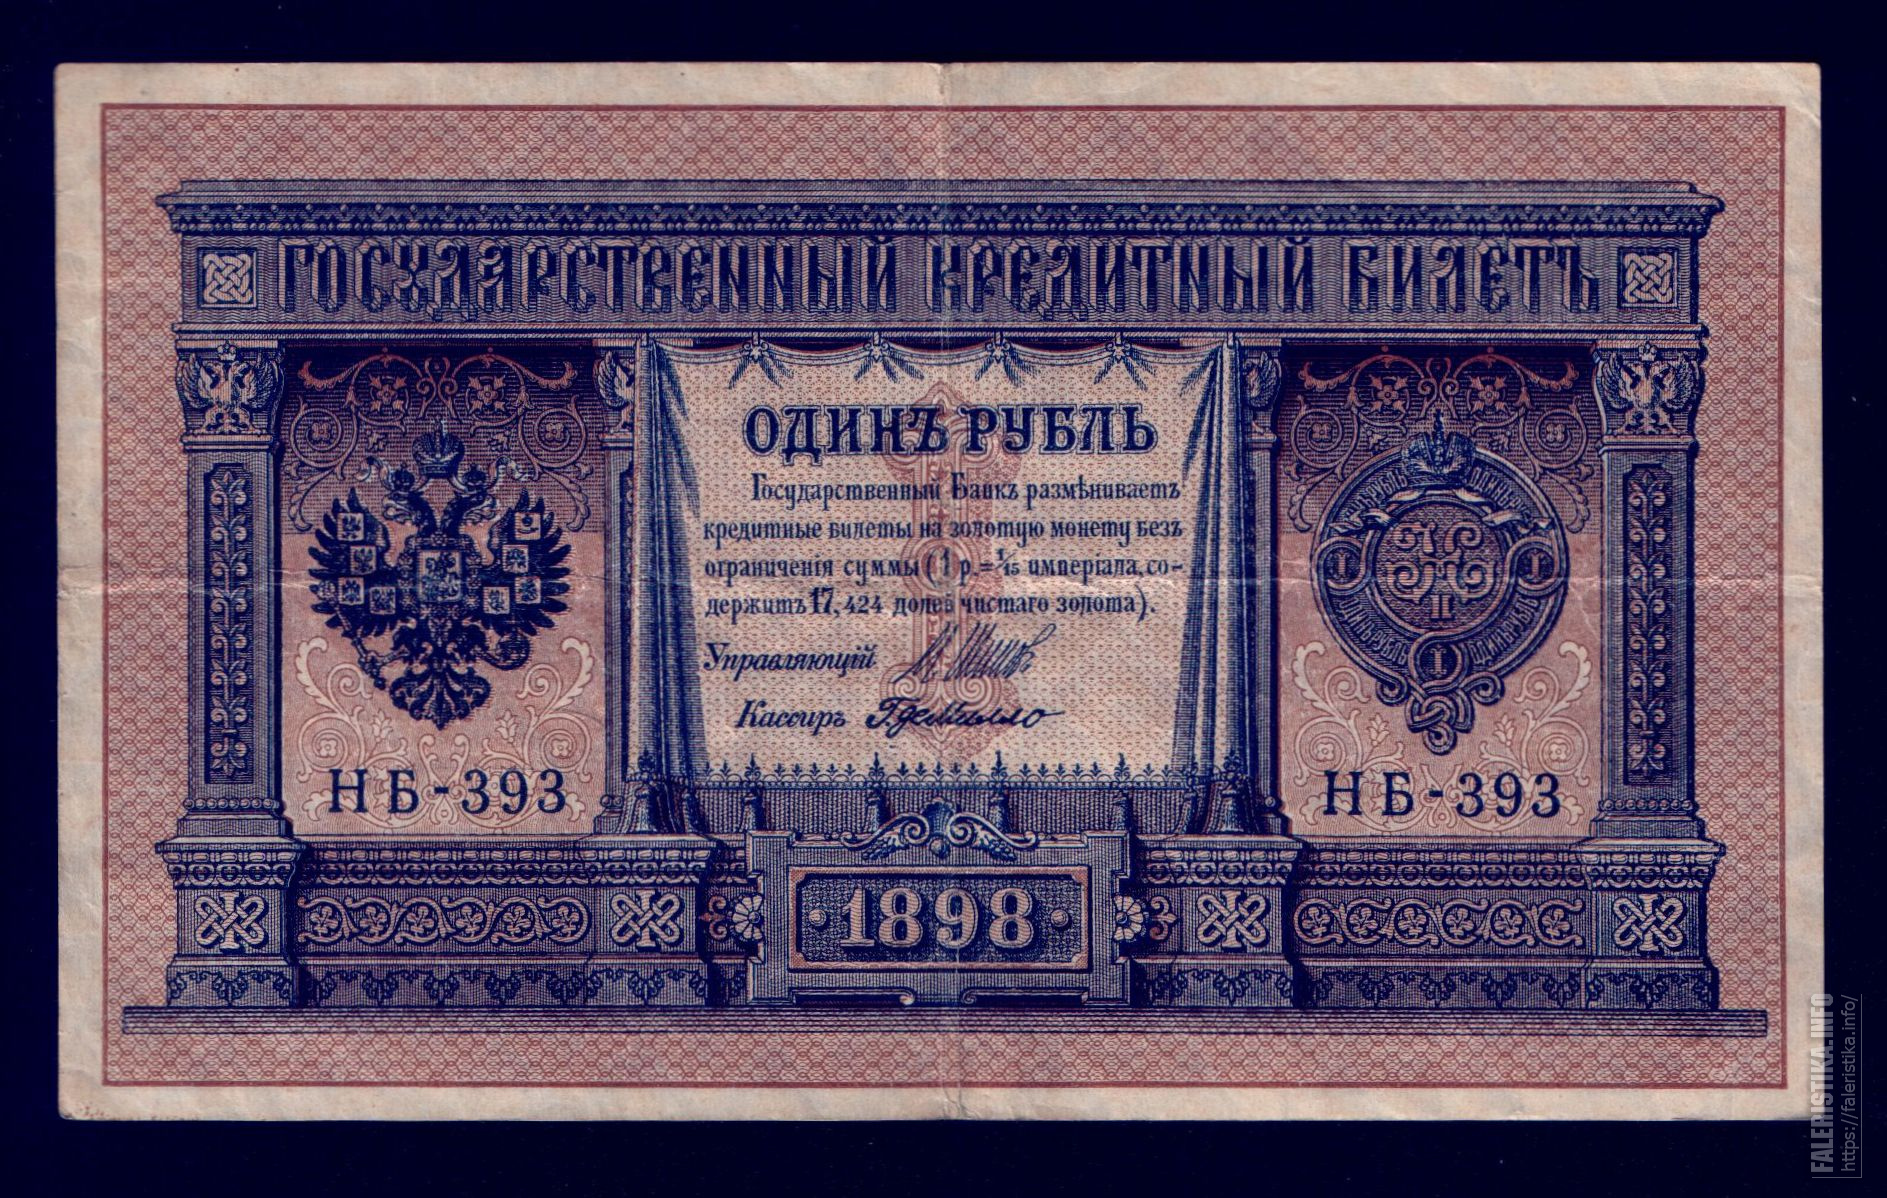 ГОСУДАРСТВЕННЫЙ КРЕДИТНЫЙ БИЛЕТЪ
ОДИНЪ РУБЛЬ
Государственный Банкъ размѣниваетъ
кредитные билеты на золотую монету безъ
ограниченія суммы (1 р. = 1/15 имперіала, со-
держитъ 17,424 долей чистаго золота).
Управляющій
Кассиръ
НБ-393
НБ-393
1898
FALERISTIKA.INFO
https://faleristika.info/